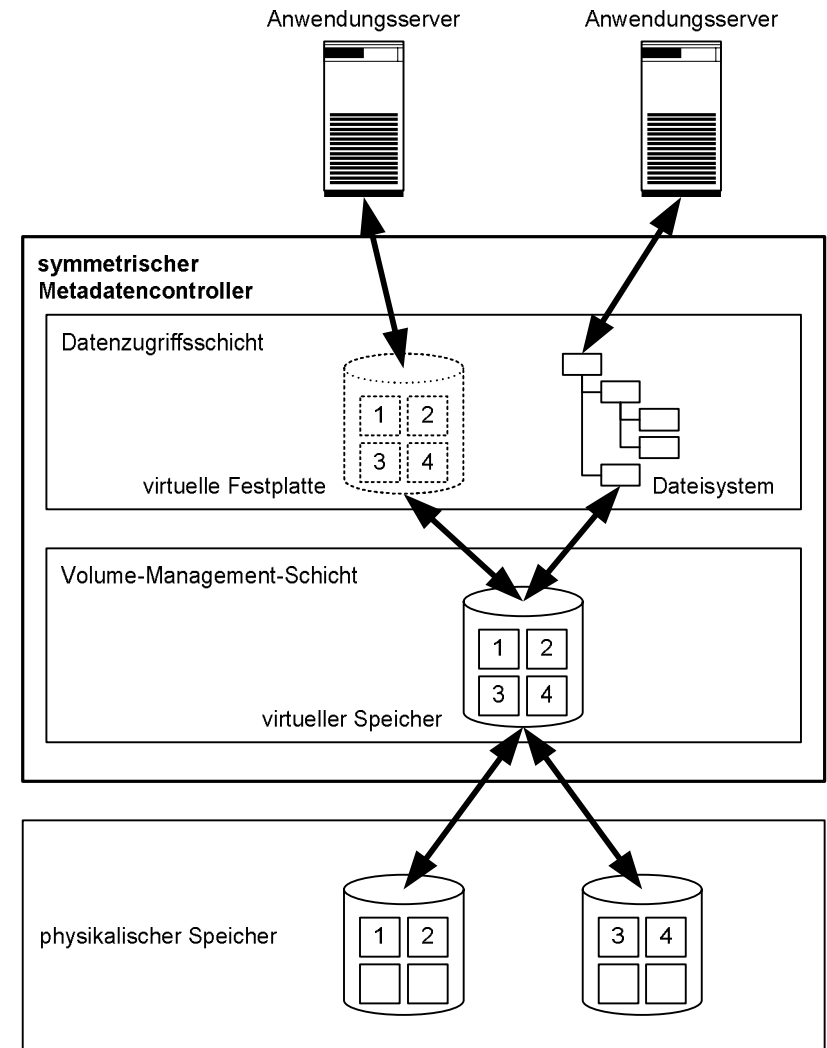 Anwendungsserver
Anwendungsserver
symmetrischer
Metadatencontroller
Datenzugriffsschicht
1 2
3 4
virtuelle Festplatte
Dateisystem
Volume-Management-Schicht
1 2
3 4
virtueller Speicher
physikalischer Speicher
1 2
3 4